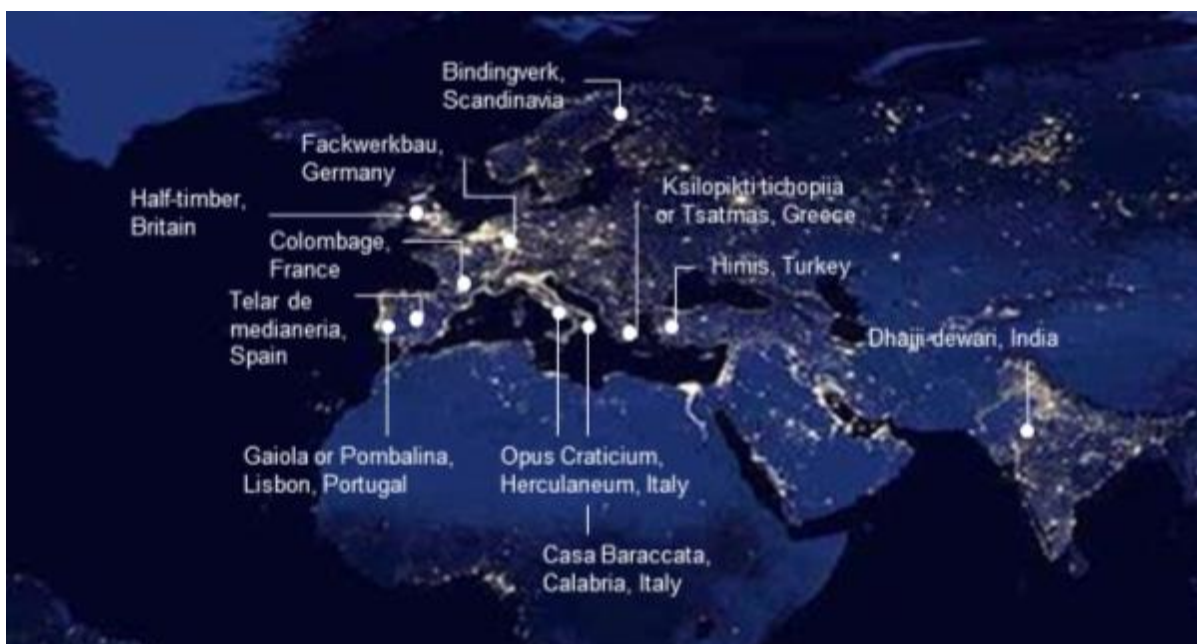 Bindingverk,
Scandinavia
Fackwerkbau,
Germany
Ksilopikti tichopiia
or Tsatmas, Greece
Half-timber,
Britain
Colombage,
France
Himis, Turkey
Telar de
medianeria,
Spain
Dhajji-dewari, India
Gaiola or Pombalina,
Lisbon, Portugal
Opus Craticium,
Herculaneum, Italy
Casa Baraccata,
Calabria, Italy